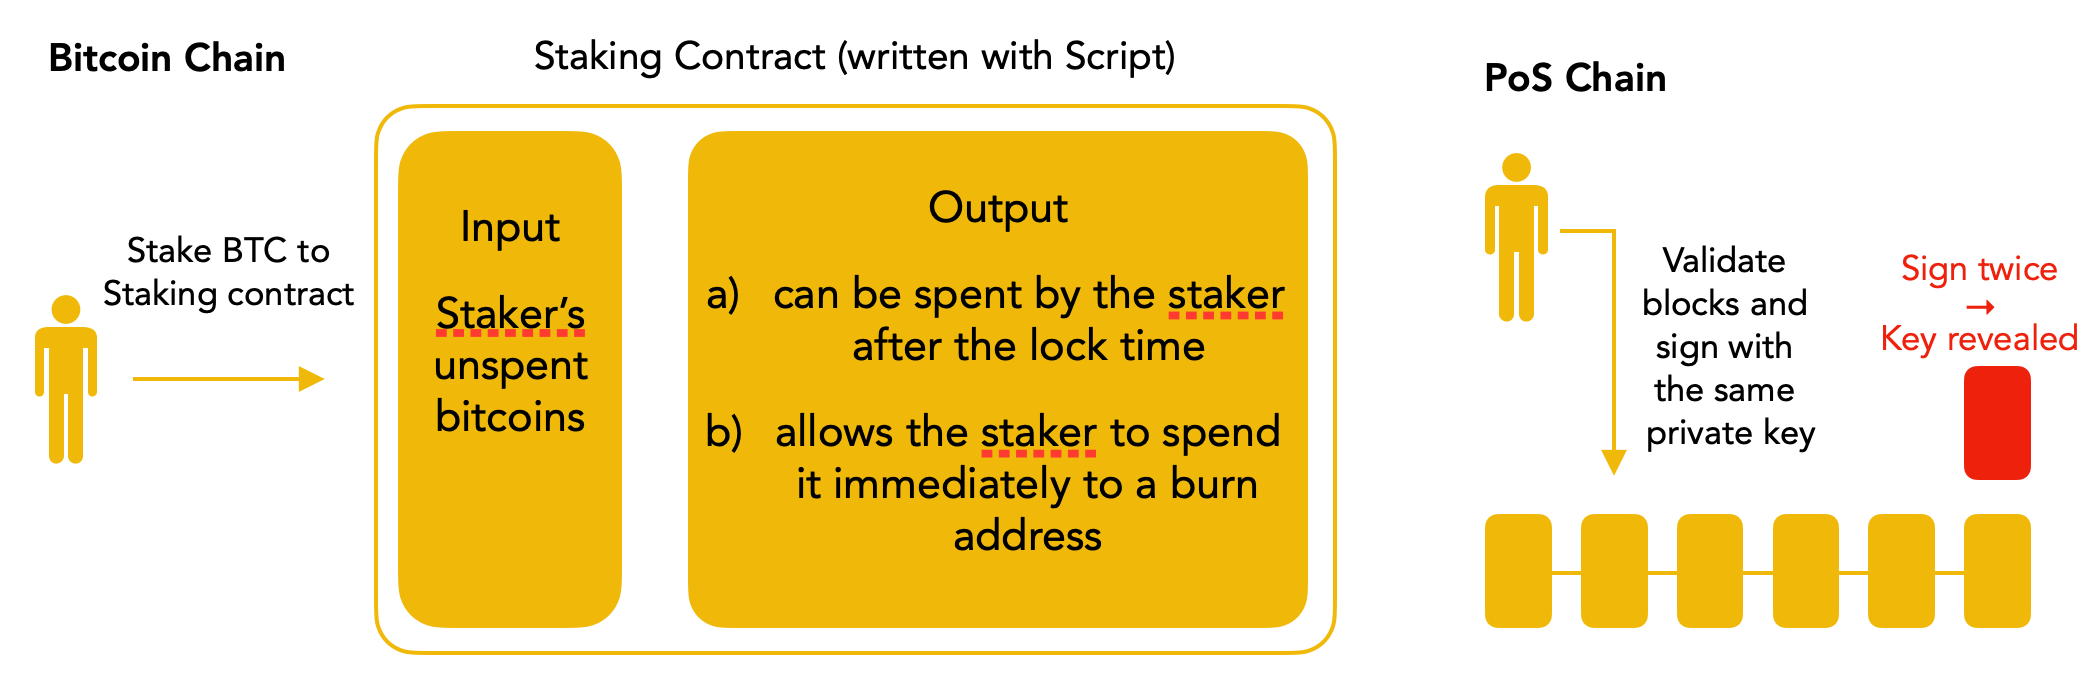 Bitcoin Chain
Staking Contract (written with Script)
PoS Chain
Stake BTC to
Staking contract
Input
Staker’s
unspent
bitcoins
Output
a) can be spent by the staker
after the lock time
b) allows the staker to spend
it immediately to a burn
address
Validate
blocks and
sign with
the same
private key
Sign twice
→
Key revealed